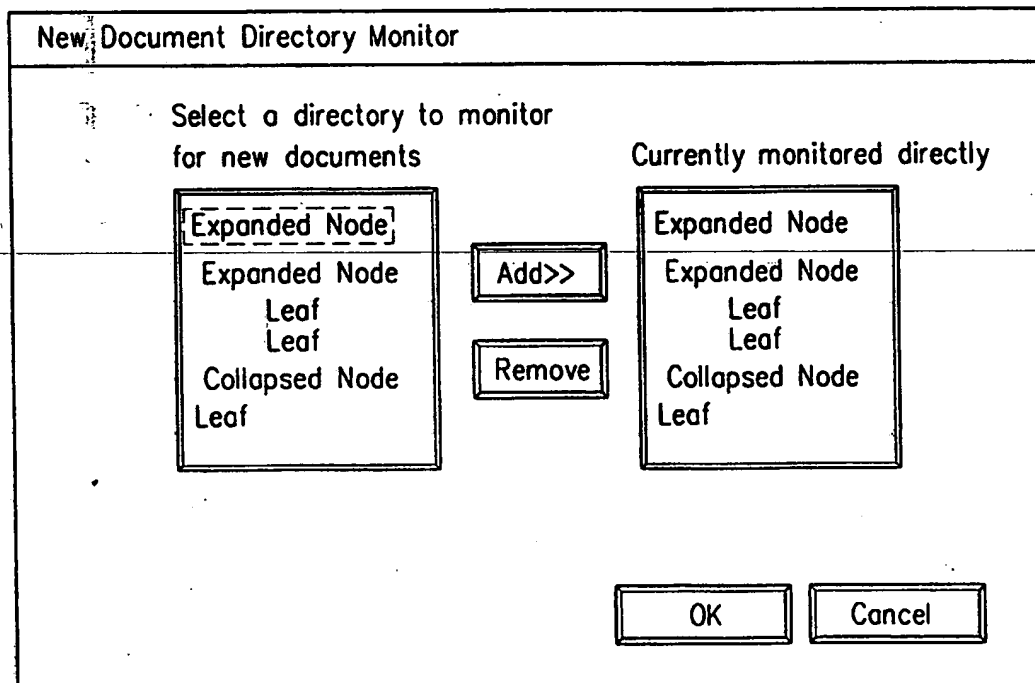 New Document Directory Monitor
Select a directory to monitor
for new documents
Currently monitored directly
Expanded Node
Expanded Node
Leaf
Leaf
Collapsed Node
Leaf
Add>>
Remove
Expanded Node
Expanded Node
Leaf
Leaf
Collapsed Node
Leaf
OK
Cancel